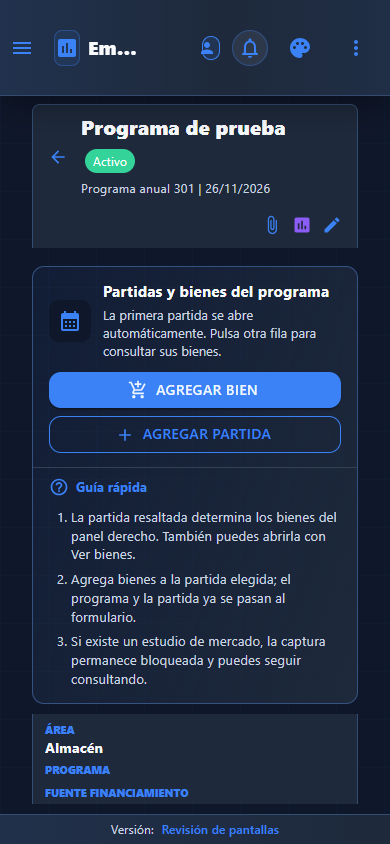 Em...
Programa de prueba
Activo
Programa anual 301 | 26/11/2026
Partidas y bienes del programa
La primera partida se abre
automáticamente. Pulsa otra fila para
consultar sus bienes.
AGREGAR BIEN
AGREGAR PARTIDA
Guía rápida
1. La partida resaltada determina los bienes del
panel derecho. También puedes abrirla con
Ver bienes.
2. Agrega bienes a la partida elegida; el
programa y la partida ya se pasan al
formulario.
3. Si existe un estudio de mercado, la captura
permanece bloqueada y puedes seguir
consultando.
ÁREA
Almacén
PROGRAMA
FUENTE FINANCIAMIENTO
Versión: Revisión de pantallas